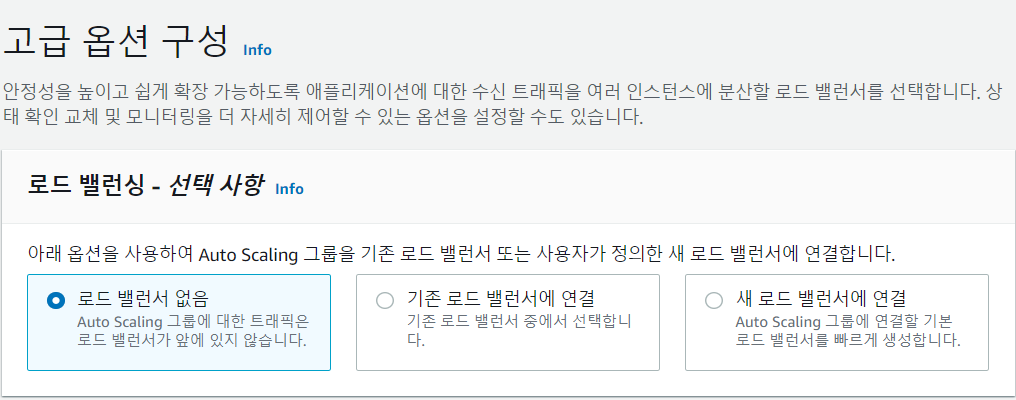 고급 옵션 구성 Info
안정성을 높이고 쉽게 확장 가능하도록 애플리케이션에 대한 수신 트래픽을 여러 인스턴스에 분산할 로드 밸런서를 선택합니다. 상
태 확인 교체 및 모니터링을 더 자세히 제어할 수 있는 옵션을 설정할 수도 있습니다.
로드 밸런싱 - 선택 사항 Info
아래 옵션을 사용하여 Auto Scaling 그룹을 기존 로드 밸런서 또는 사용자가 정의한 새 로드 밸런서에 연결합니다.
로드 밸런서 없음
Auto Scaling 그룹에 대한 트래픽은
로드 밸런서가 앞에 있지 않습니다.
기존 로드 밸런서에 연결
기존 로드 밸런서 중에서 선택합니
다.
새 로드 밸런서에 연결
Auto Scaling 그룹에 연결할 기본
로드 밸런서를 빠르게 생성합니다.